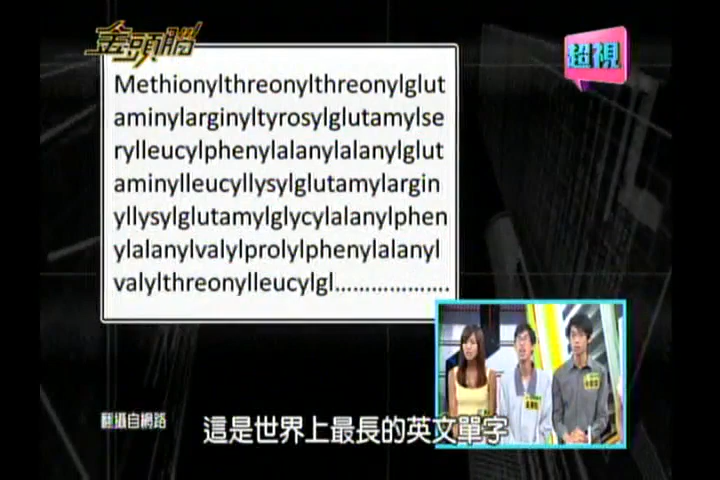 金頭腦
超視
Methionylthreonylthreonylglut
aminylarginyltyrosylglutamylse
rylleucylphenylalanylalanylglut
aminylleucyllysylglutamylargin
yllysylglutamylglycylalanylphen
ylalanylvalylprolylphenylalanyl
valylthreonylleucylgl...................
翻攝自網路
這是世界上最長的英文單字